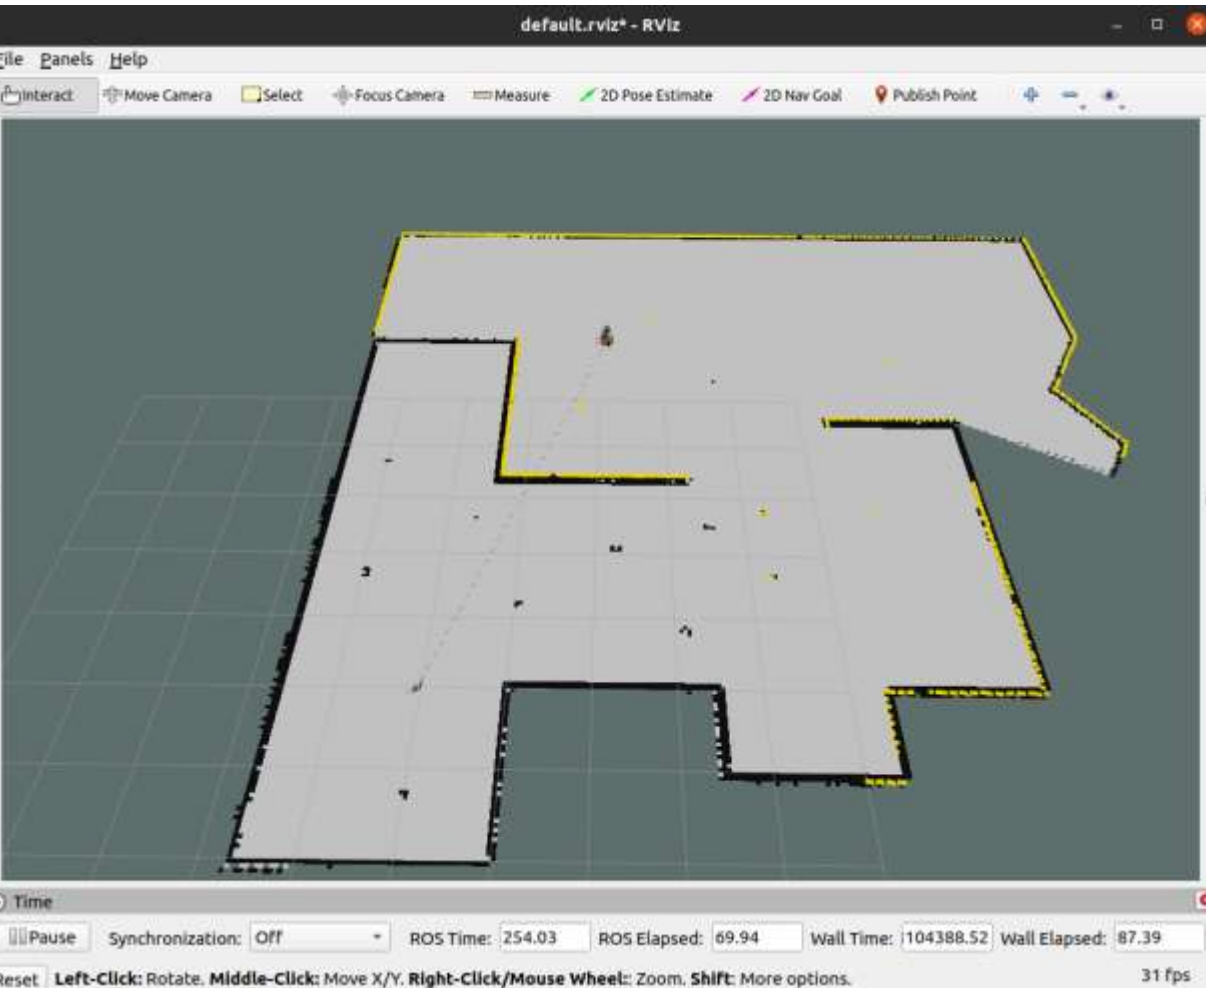 default.rviz* - RViz
File Panels Help
Interact Move Camera Select Focus Camera Measure 2D Pose Estimate 2D Nav Goal Publish Point
Time
Pause Synchronization: Off ROS Time: 254.03 ROS Elapsed: 69.94 Wall Time: 104388.52 Wall Elapsed: 87.39
Reset Left-Click: Rotate. Middle-Click: Move X/Y. Right-Click/Mouse Wheel:: Zoom. Shift: More options. 31 fps